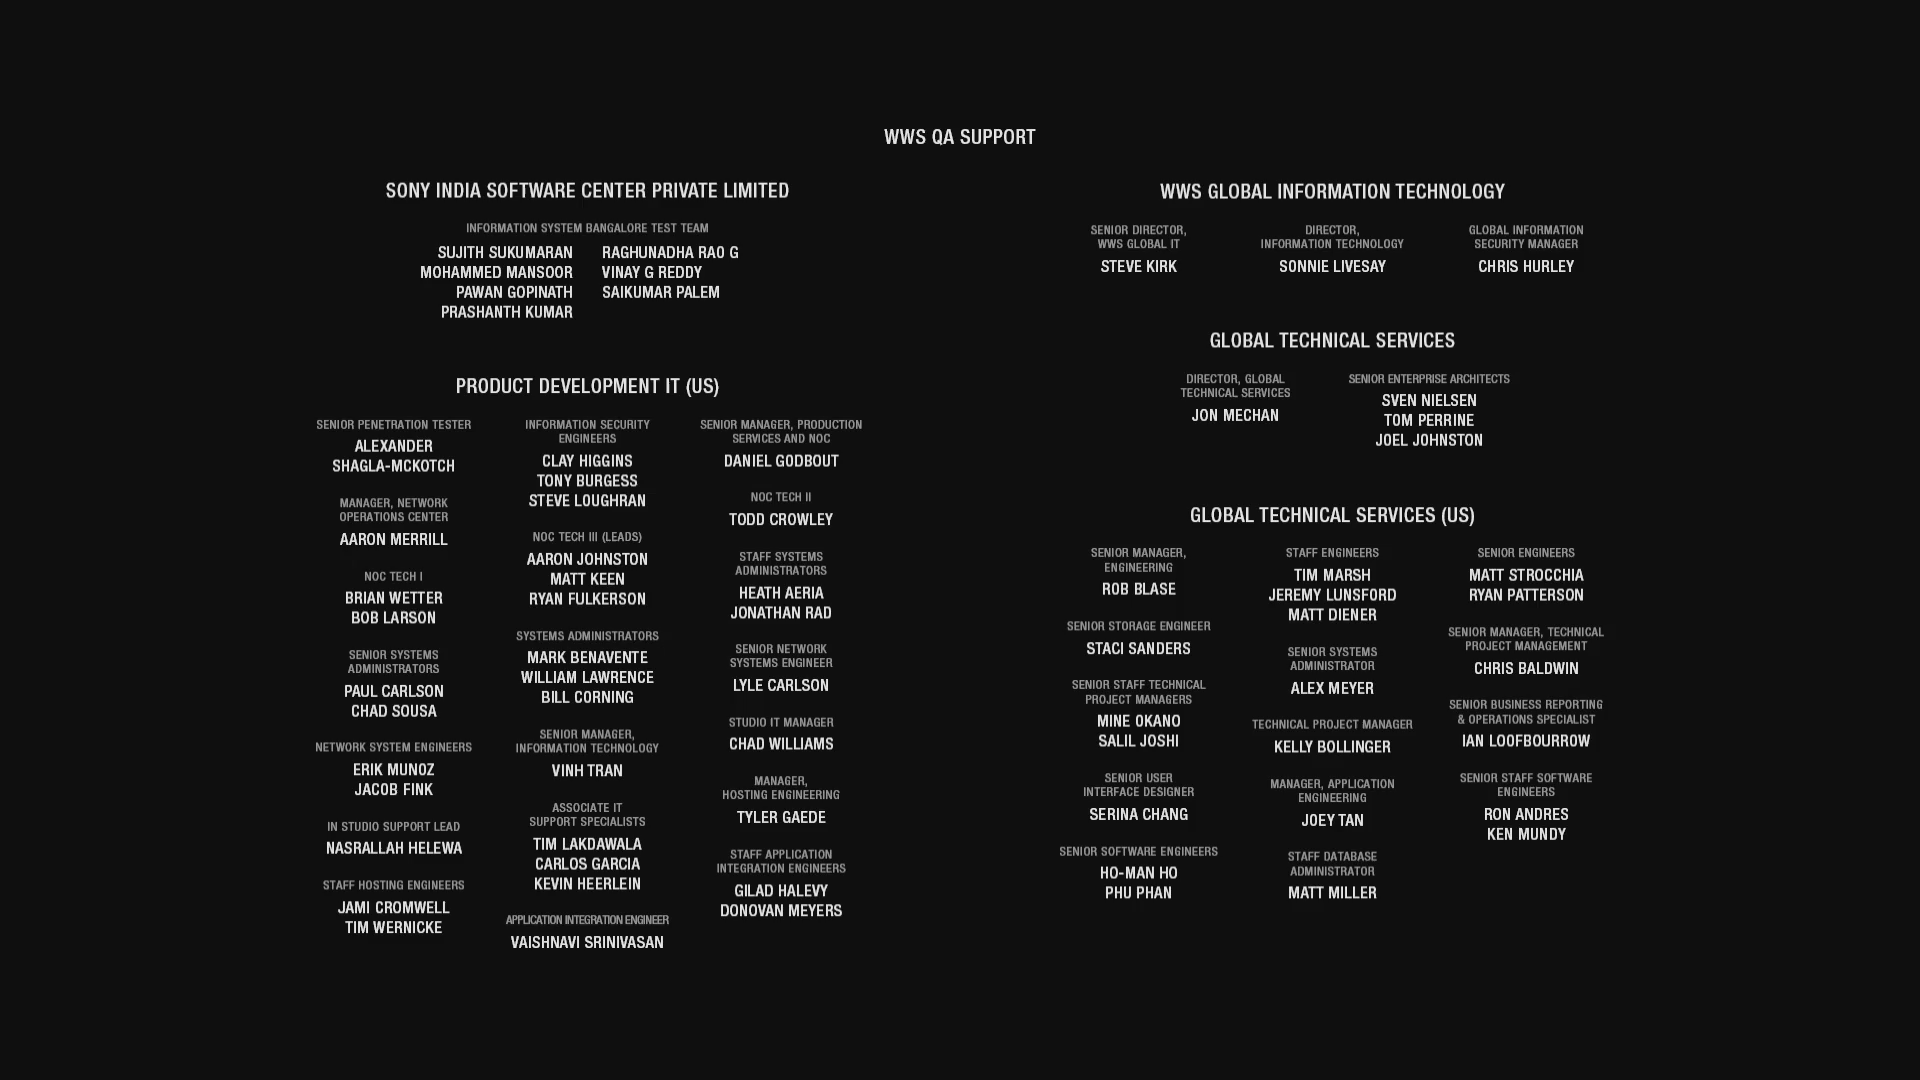 WWS QA SUPPORT
SONY INDIA SOFTWARE CENTER PRIVATE LIMITED
INFORMATION SYSTEM BANGALORE TEST TEAM
SUJITH SUKUMARAN
MOHAMMED MANSOOR
PAWAN GOPINATH
PRASHANTH KUMAR
RAGHUNADHA RAO G
VINAY G REDDY
SAIKUMAR PALEM
PRODUCT DEVELOPMENT IT (US)
SENIOR PENETRATION TESTER
ALEXANDER
SHAGLA-MCKOTCH
MANAGER, NETWORK
OPERATIONS CENTER
AARON MERRILL
NOC TECH I
BRIAN WETTER
BOB LARSON
SENIOR SYSTEMS
ADMINISTRATORS
PAUL CARLSON
CHAD SOUSA
NETWORK SYSTEM ENGINEERS
ERIK MUNOZ
JACOB FINK
IN STUDIO SUPPORT LEAD
NASRALLAH HELEWA
STAFF HOSTING ENGINEERS
JAMI CROMWELL
TIM WERNICKE
INFORMATION SECURITY
ENGINEERS
CLAY HIGGINS
TONY BURGESS
STEVE LOUGHRAN
NOC TECH III (LEADS)
AARON JOHNSTON
MATT KEEN
RYAN FULKERSON
SYSTEMS ADMINISTRATORS
MARK BENAVENTE
WILLIAM LAWRENCE
BILL CORNING
SENIOR MANAGER,
INFORMATION TECHNOLOGY
VINH TRAN
ASSOCIATE IT
SUPPORT SPECIALISTS
TIM LAKDAWALA
CARLOS GARCIA
KEVIN HEERLEIN
APPLICATION INTEGRATION ENGINEER
VAISHNAVI SRINIVASAN
SENIOR MANAGER, PRODUCTION
SERVICES AND NOC
DANIEL GODBOUT
NOC TECH II
TODD CROWLEY
STAFF SYSTEMS
ADMINISTRATORS
HEATH AERIA
JONATHAN RAD
SENIOR NETWORK
SYSTEMS ENGINEER
LYLE CARLSON
STUDIO IT MANAGER
CHAD WILLIAMS
MANAGER,
HOSTING ENGINEERING
TYLER GAEDE
STAFF APPLICATION
INTEGRATION ENGINEERS
GILAD HALEVY
DONOVAN MEYERS
WWS GLOBAL INFORMATION TECHNOLOGY
SENIOR DIRECTOR,
WWS GLOBAL IT
STEVE KIRK
DIRECTOR,
INFORMATION TECHNOLOGY
SONNIE LIVESAY
GLOBAL INFORMATION
SECURITY MANAGER
CHRIS HURLEY
GLOBAL TECHNICAL SERVICES
DIRECTOR, GLOBAL
TECHNICAL SERVICES
JON MECHAN
SENIOR ENTERPRISE ARCHITECTS
SVEN NIELSEN
TOM PERRINE
JOEL JOHNSTON
GLOBAL TECHNICAL SERVICES (US)
SENIOR MANAGER,
ENGINEERING
ROB BLASE
SENIOR STORAGE ENGINEER
STACI SANDERS
SENIOR STAFF TECHNICAL
PROJECT MANAGERS
MINE OKANO
SALIL JOSHI
SENIOR USER
INTERFACE DESIGNER
SERINA CHANG
SENIOR SOFTWARE ENGINEERS
HO-MAN HO
PHU PHAN
STAFF ENGINEERS
TIM MARSH
JEREMY LUNSFORD
MATT DIENER
SENIOR SYSTEMS
ADMINISTRATOR
ALEX MEYER
TECHNICAL PROJECT MANAGER
KELLY BOLLINGER
MANAGER, APPLICATION
ENGINEERING
JOEY TAN
STAFF DATABASE
ADMINISTRATOR
MATT MILLER
SENIOR ENGINEERS
MATT STROCCHIA
RYAN PATTERSON
SENIOR MANAGER, TECHNICAL
PROJECT MANAGEMENT
CHRIS BALDWIN
SENIOR BUSINESS REPORTING
& OPERATIONS SPECIALIST
IAN LOOFBOURROW
SENIOR STAFF SOFTWARE
ENGINEERS
RON ANDRES
KEN MUNDY